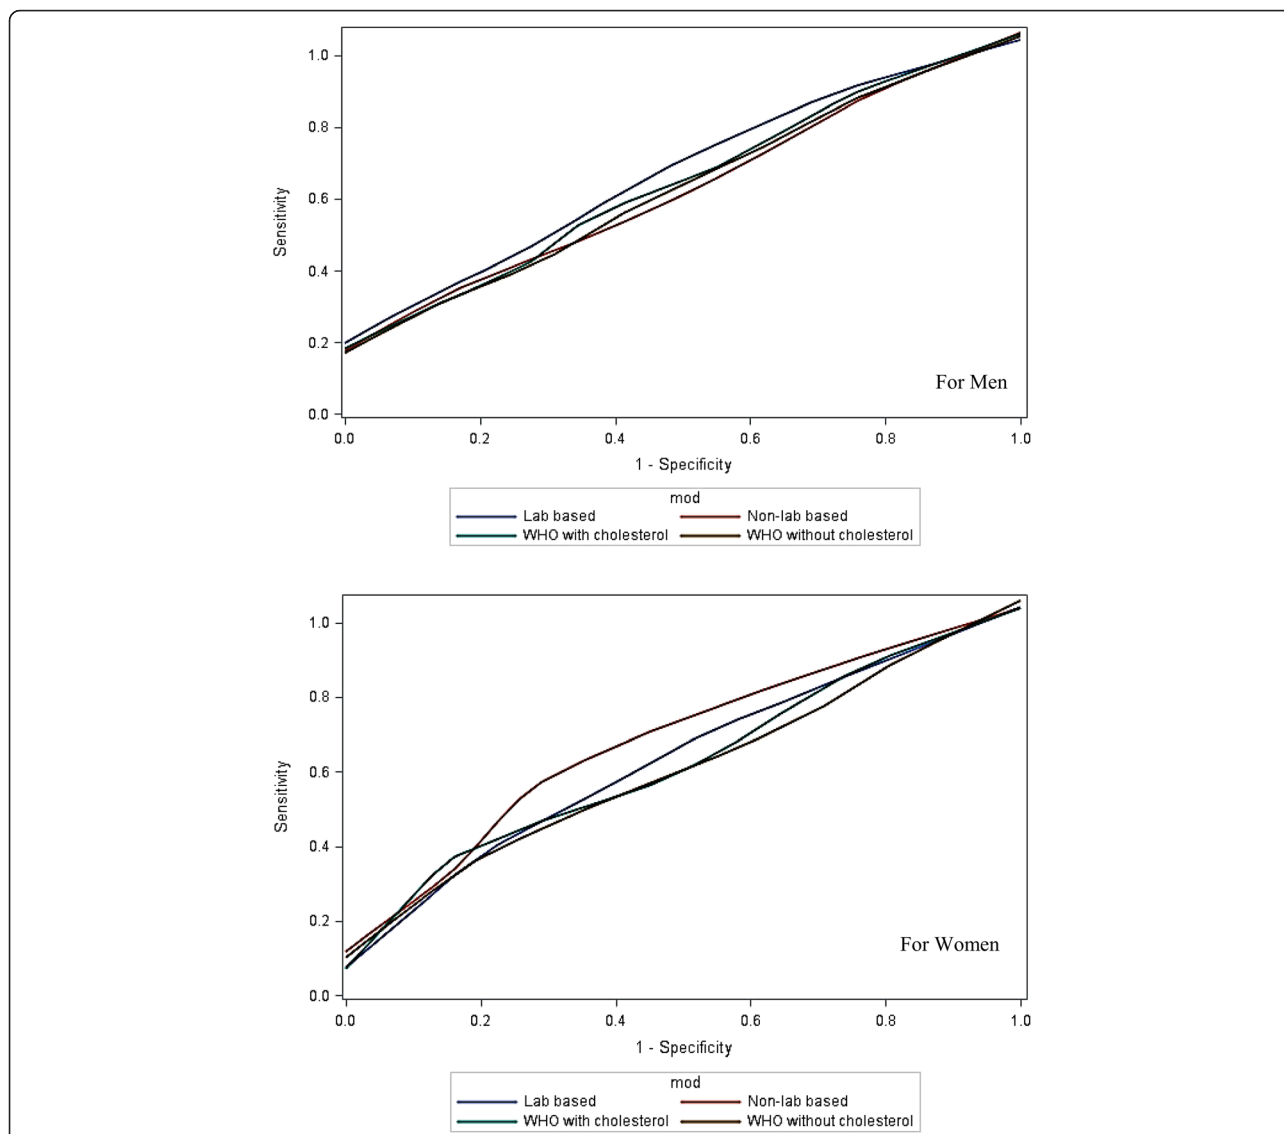 1.0
0.8
0.6
0.4
0.2
0.0
Sensitivity
For Men
0.0 0.2 0.4 0.6 0.8 1.0
1 - Specificity
mod
Lab based Non-lab based
WHO with cholesterol WHO without cholesterol
1.0
0.8
0.6
0.4
0.2
0.0
Sensitivity
For Women
0.0 0.2 0.4 0.6 0.8 1.0
1 - Specificity
mod
Lab based Non-lab based
WHO with cholesterol WHO without cholesterol